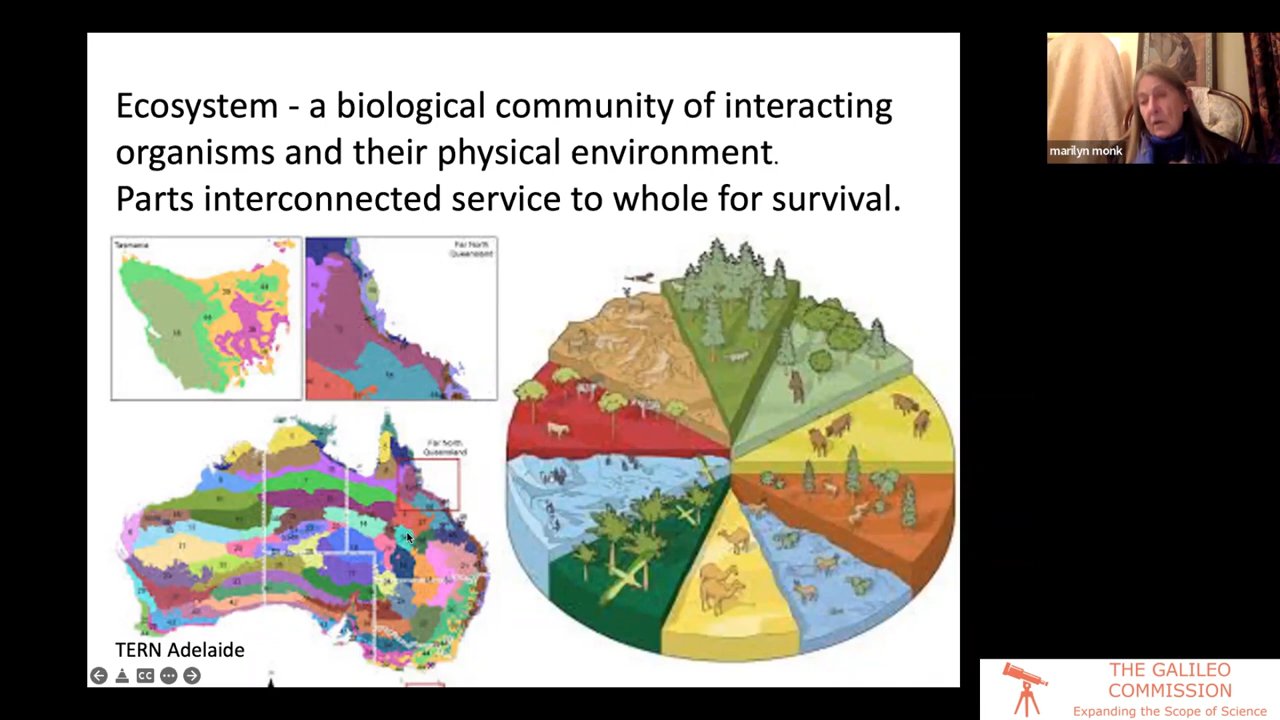 Ecosystem - a biological community of interacting
organisms and their physical environment.
Parts interconnected service to whole for survival.
Tasmania
Far North
Queensland
Far North
Queensland
TERN Adelaide
CC
marilyn monk
THE GALILEO
COMMISSION
Expanding the Scope of Science